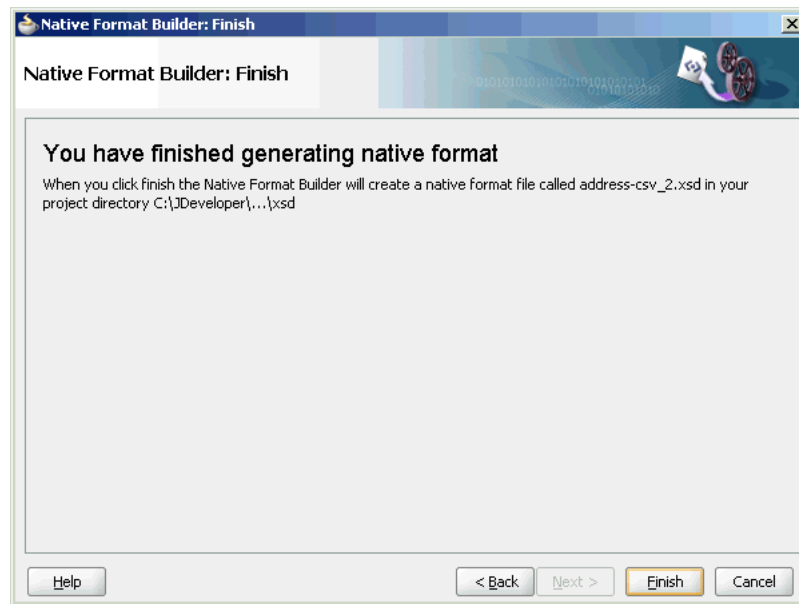 Native Format Builder: Finish
Native Format Builder: Finish
You have finished generating native format
When you click finish the Native Format Builder will create a native format file called address-csv_2.xsd in your
project directory C:\JDeveloper\...\xsd
Help
< Back
Next >
Finish
Cancel